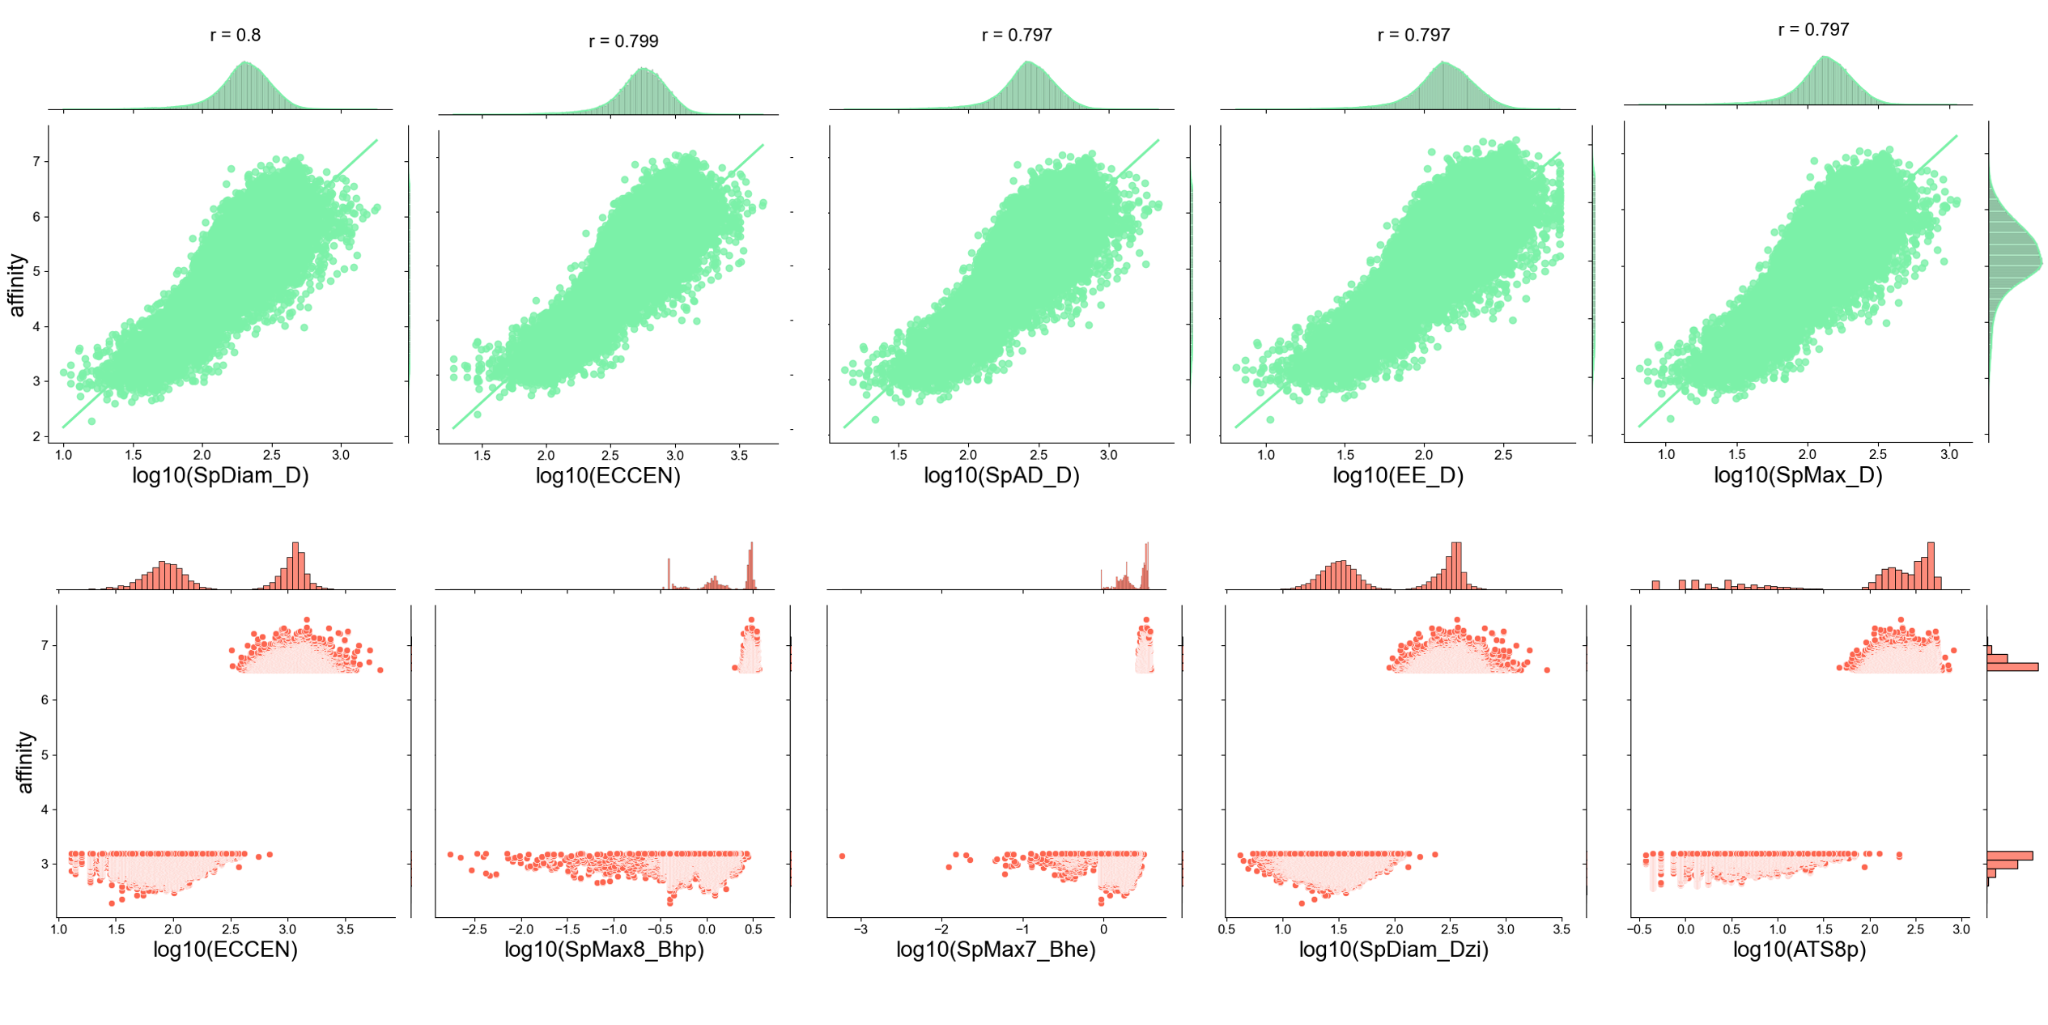 r = 0.8 r = 0.799 r = 0.797 r = 0.797 r = 0.797
affinity
7
6
5
4
3
2
1.0 1.5 2.0 2.5 3.0
log10(SpDiam_D)
1.5 2.0 2.5 3.0 3.5
log10(ECCEN)
1.5 2.0 2.5 3.0
log10(SpAD_D)
1.0 1.5 2.0 2.5
log10(EE_D)
1.0 1.5 2.0 2.5 3.0
log10(SpMax_D)
affinity
7
6
5
4
3
1.0 1.5 2.0 2.5 3.0 3.5
log10(ECCEN)
−2.5 −2.0 −1.5 −1.0 −0.5 0.0 0.5
log10(SpMax8_Bhp)
−3 −2 −1 0
log10(SpMax7_Bhe)
0.5 1.0 1.5 2.0 2.5 3.0 3.5
log10(SpDiam_Dzi)
−0.5 0.0 0.5 1.0 1.5 2.0 2.5 3.0
log10(ATS8p)